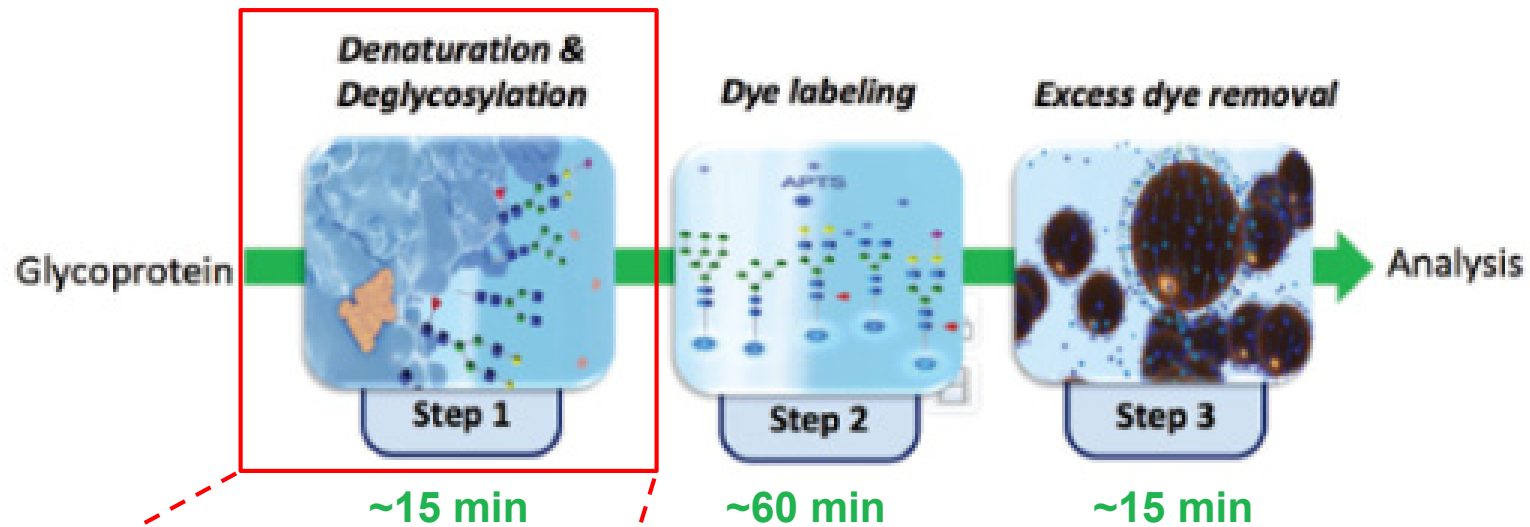 Denaturation &
Deglycosylation
Dye labeling
Excess dye removal
APTS
Glycoprotein
Analysis
Step 1
Step 2
Step 3
~15 min
~60 min
~15 min